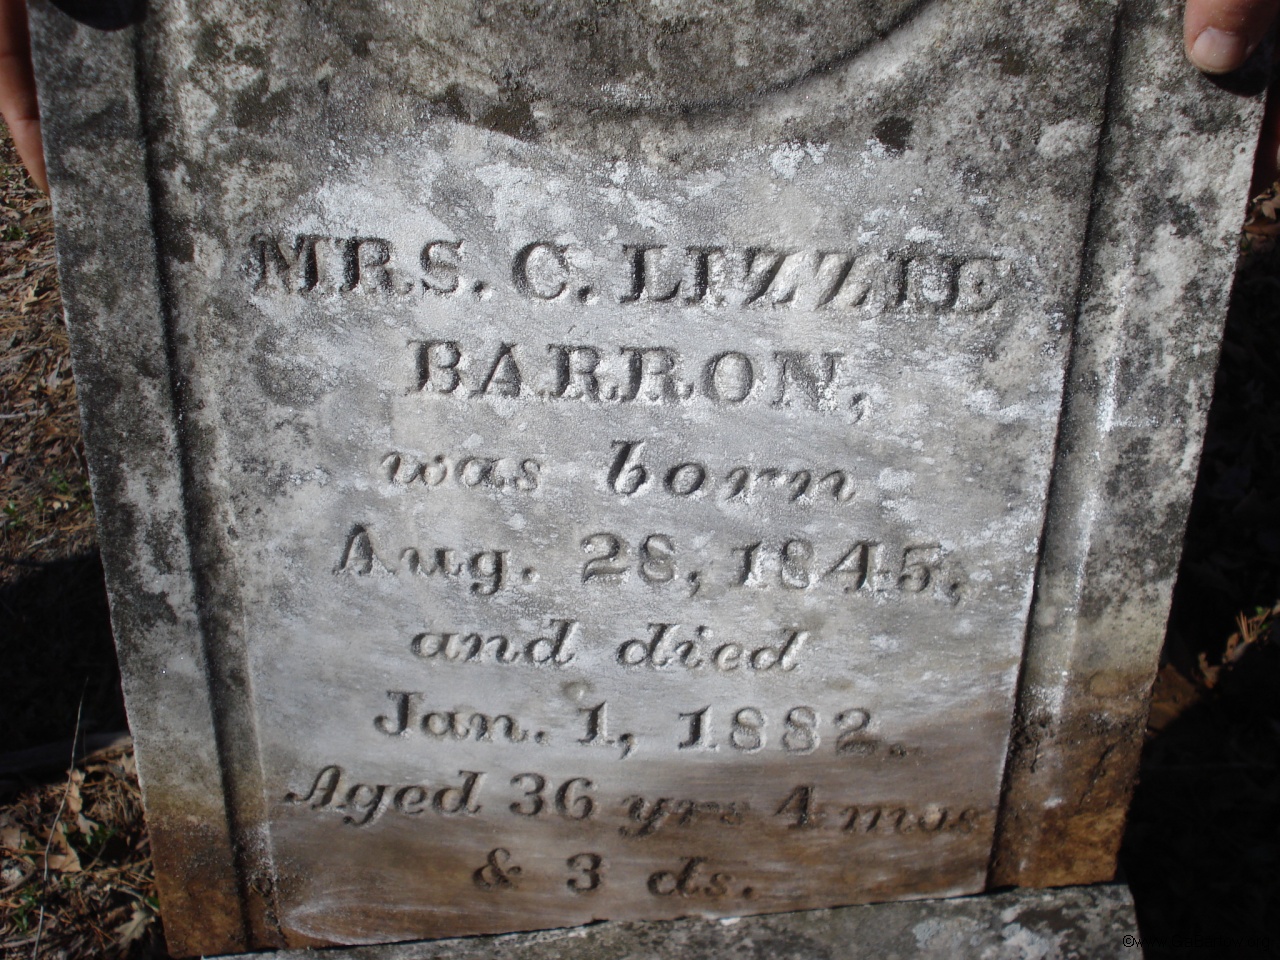 MRS. C. LIZZIE
BARRON,
was born
Aug. 28, 1845,
and died
Jan. 1, 1882.
Aged 36 yrs 4 mos
& 3 ds.